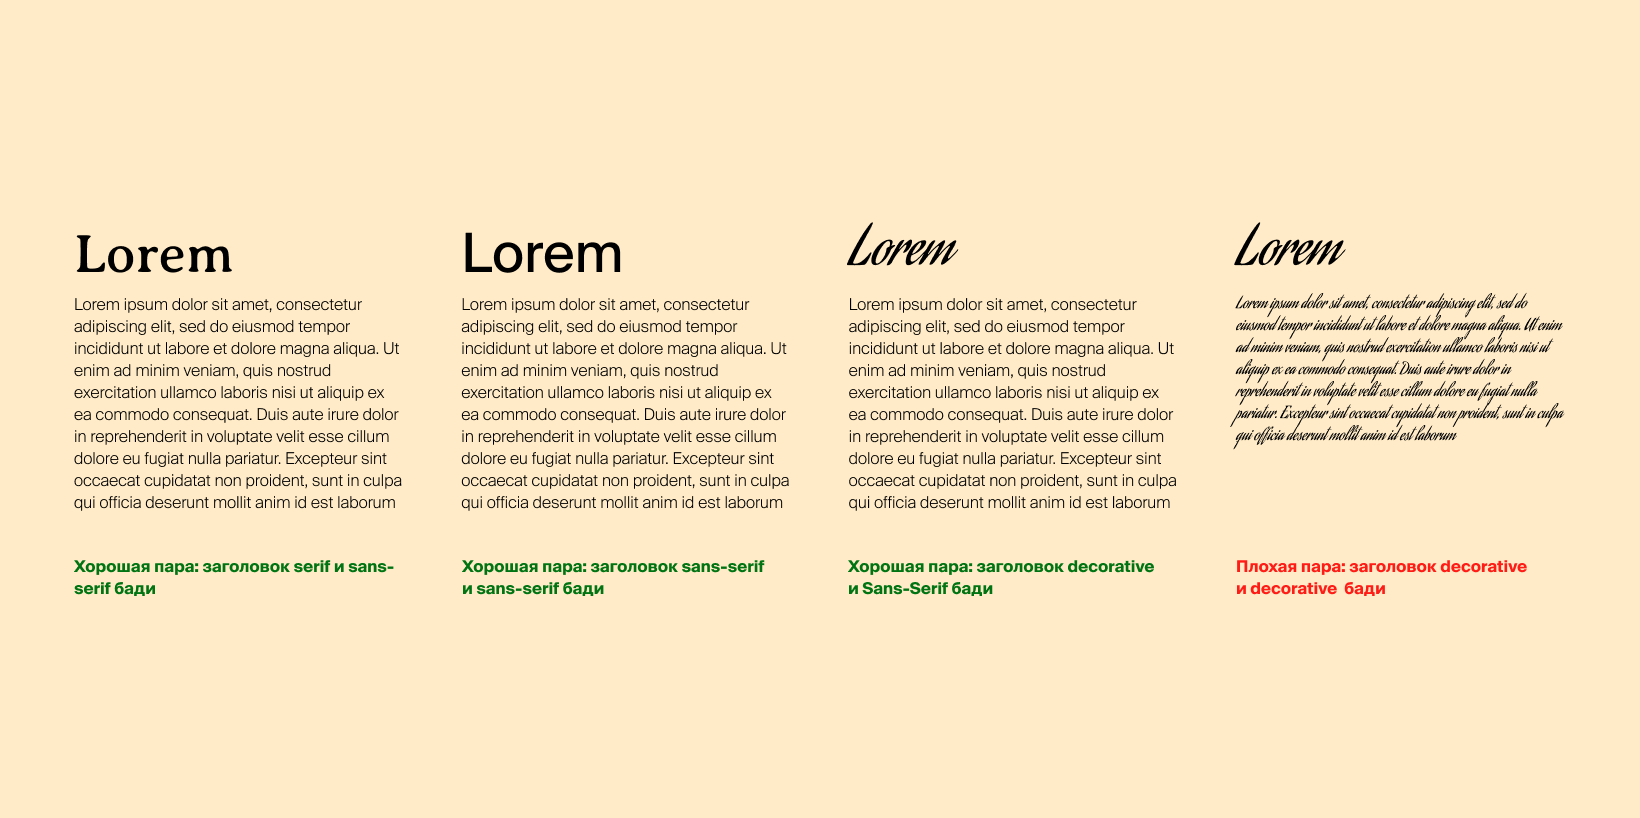 Lorem
Lorem ipsum dolor sit amet, consectetur
adipiscing elit, sed do eiusmod tempor
incididunt ut labore et dolore magna aliqua. Ut
enim ad minim veniam, quis nostrud
exercitation ullamco laboris nisi ut aliquip ex
ea commodo consequat. Duis aute irure dolor
in reprehenderit in voluptate velit esse cillum
dolore eu fugiat nulla pariatur. Excepteur sint
occaecat cupidatat non proident, sunt in culpa
qui officia deserunt mollit anim id est laborum
Хорошая пара: заголовок serif и sans-
serif бади
Lorem
Lorem ipsum dolor sit amet, consectetur
adipiscing elit, sed do eiusmod tempor
incididunt ut labore et dolore magna aliqua. Ut
enim ad minim veniam, quis nostrud
exercitation ullamco laboris nisi ut aliquip ex
ea commodo consequat. Duis aute irure dolor
in reprehenderit in voluptate velit esse cillum
dolore eu fugiat nulla pariatur. Excepteur sint
occaecat cupidatat non proident, sunt in culpa
qui officia deserunt mollit anim id est laborum
Хорошая пара: заголовок sans-serif
и sans-serif бади
Lorem
Lorem ipsum dolor sit amet, consectetur
adipiscing elit, sed do eiusmod tempor
incididunt ut labore et dolore magna aliqua. Ut
enim ad minim veniam, quis nostrud
exercitation ullamco laboris nisi ut aliquip ex
ea commodo consequat. Duis aute irure dolor
in reprehenderit in voluptate velit esse cillum
dolore eu fugiat nulla pariatur. Excepteur sint
occaecat cupidatat non proident, sunt in culpa
qui officia deserunt mollit anim id est laborum
Хорошая пара: заголовок decorative
и Sans-Serif бади
Lorem
Lorem ipsum dolor sit amet, consectetur adipiscing elit, sed do
eiusmod tempor incididunt ut labore et dolore magna aliqua. Ut enim
ad minim veniam, quis nostrud exercitation ullamco laboris nisi ut
aliquip ex ea commodo consequat. Duis aute irure dolor in
reprehenderit in voluptate velit esse cillum dolore eu fugiat nulla
pariatur. Excepteur sint occaecat cupidatat non proident, sunt in culpa
qui officia deserunt mollit anim id est laborum
Плохая пара: заголовок decorative
и decorative бади